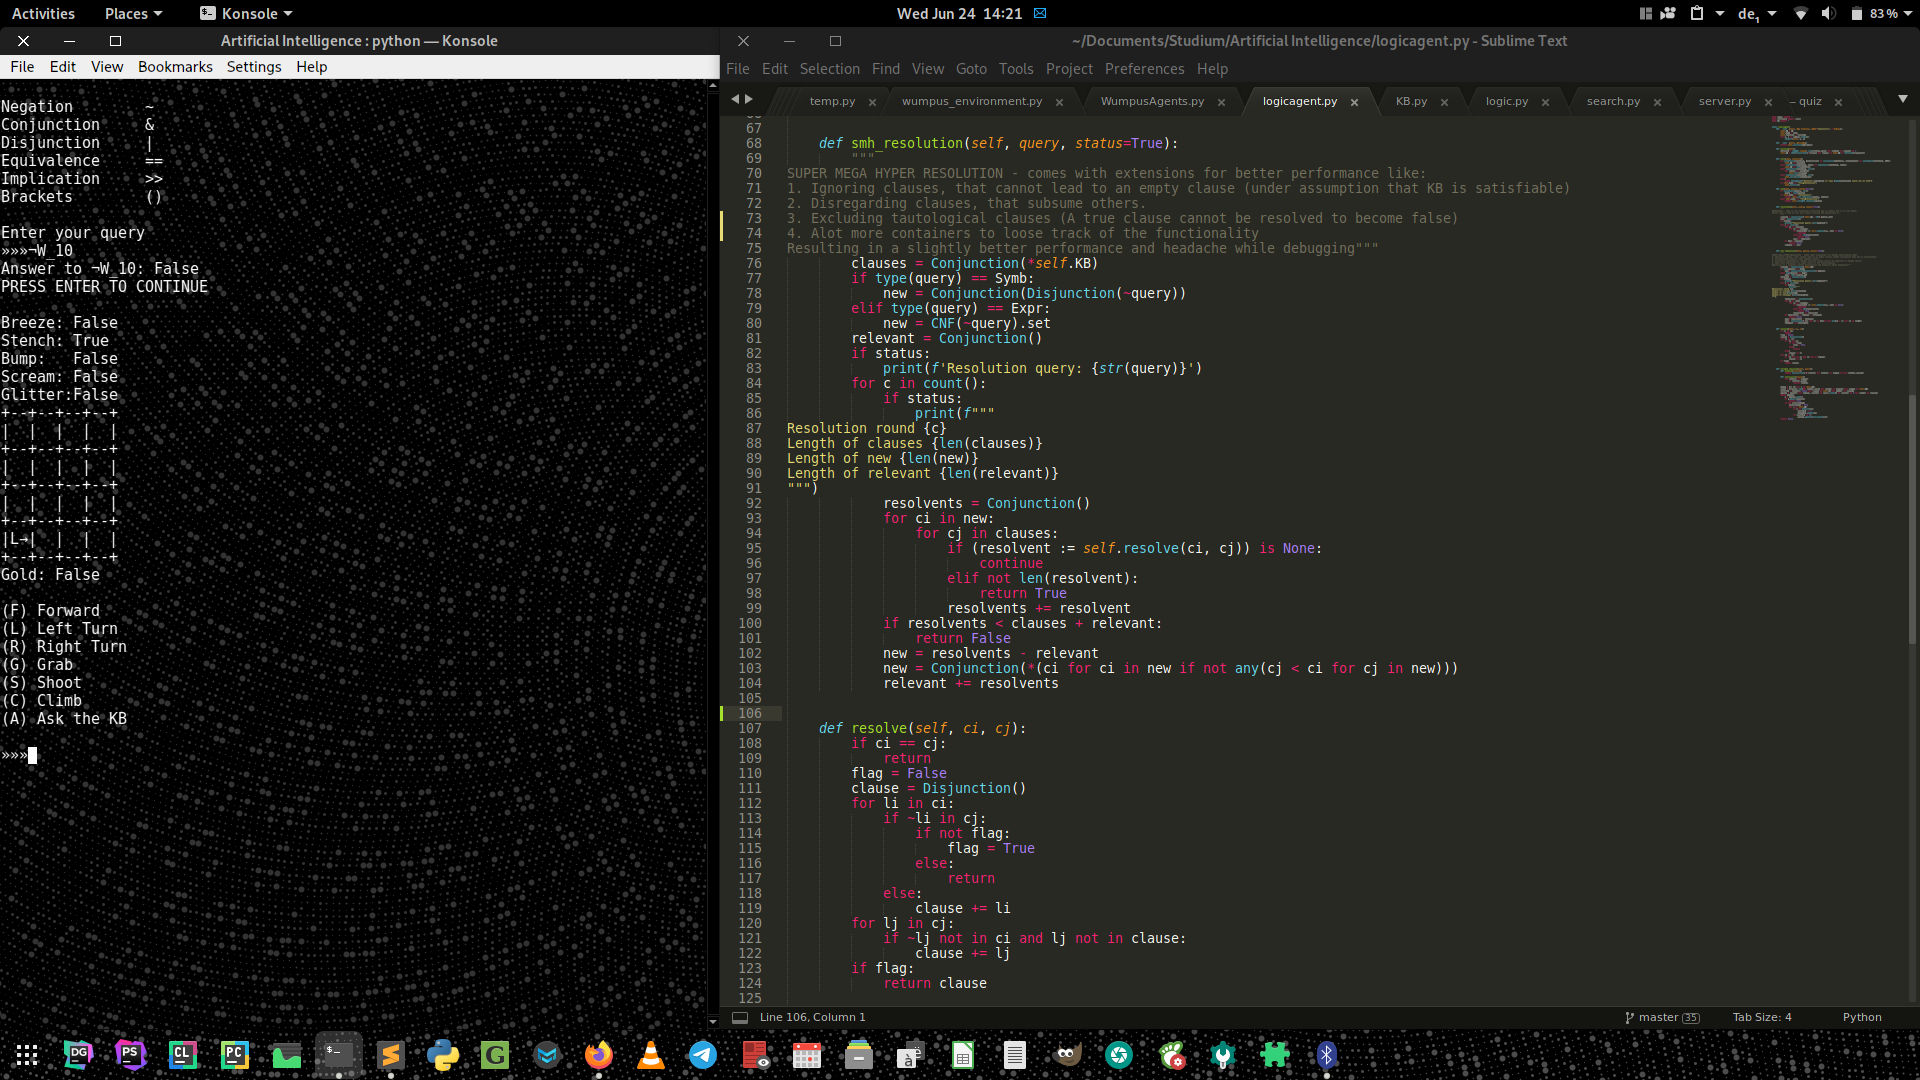 Activities Places Konsole Wed Jun 24 14:21 de1 83 %
Artificial Intelligence : python — Konsole
File Edit View Bookmarks Settings Help
Negation ~
Conjunction &
Disjunction |
Equivalence ==
Implication >>
Brackets ()
Enter your query
»»»¬W_10
Answer to ¬W_10: False
PRESS ENTER TO CONTINUE
Breeze: False
Stench: True
Bump: False
Scream: False
Glitter:False
+--+--+--+--+
| | | | |
+--+--+--+--+
| | | | |
+--+--+--+--+
| | | | |
+--+--+--+--+
|L→| | | |
+--+--+--+--+
Gold: False
(F) Forward
(L) Left Turn
(R) Right Turn
(G) Grab
(S) Shoot
(C) Climb
(A) Ask the KB
»»»
~/Documents/Studium/Artificial Intelligence/logicagent.py - Sublime Text
File Edit Selection Find View Goto Tools Project Preferences Help
temp.py wumpus_environment.py WumpusAgents.py logicagent.py KB.py logic.py search.py server.py – quiz
67
68 def smh_resolution(self, query, status=True):
69 """
70 SUPER MEGA HYPER RESOLUTION - comes with extensions for better performance like:
71 1. Ignoring clauses, that cannot lead to an empty clause (under assumption that KB is satisfiable)
72 2. Disregarding clauses, that subsume others.
73 3. Excluding tautological clauses (A true clause cannot be resolved to become false)
74 4. Alot more containers to loose track of the functionality
75 Resulting in a slightly better performance and headache while debugging"""
76 clauses = Conjunction(*self.KB)
77 if type(query) == Symb:
78 new = Conjunction(Disjunction(~query))
79 elif type(query) == Expr:
80 new = CNF(~query).set
81 relevant = Conjunction()
82 if status:
83 print(f'Resolution query: {str(query)}')
84 for c in count():
85 if status:
86 print(f"""
87 Resolution round {c}
88 Length of clauses {len(clauses)}
89 Length of new {len(new)}
90 Length of relevant {len(relevant)}
91 """)
92 resolvents = Conjunction()
93 for ci in new:
94 for cj in clauses:
95 if (resolvent := self.resolve(ci, cj)) is None:
96 continue
97 elif not len(resolvent):
98 return True
99 resolvents += resolvent
100 if resolvents < clauses + relevant:
101 return False
102 new = resolvents - relevant
103 new = Conjunction(*(ci for ci in new if not any(cj < ci for cj in new)))
104 relevant += resolvents
105
106
107 def resolve(self, ci, cj):
108 if ci == cj:
109 return
110 flag = False
111 clause = Disjunction()
112 for li in ci:
113 if ~li in cj:
114 if not flag:
115 flag = True
116 else:
117 return
118 else:
119 clause += li
120 for lj in cj:
121 if ~lj not in ci and lj not in clause:
122 clause += lj
123 if flag:
124 return clause
125
Line 106, Column 1 master 35 Tab Size: 4 Python
DG PS CL PC